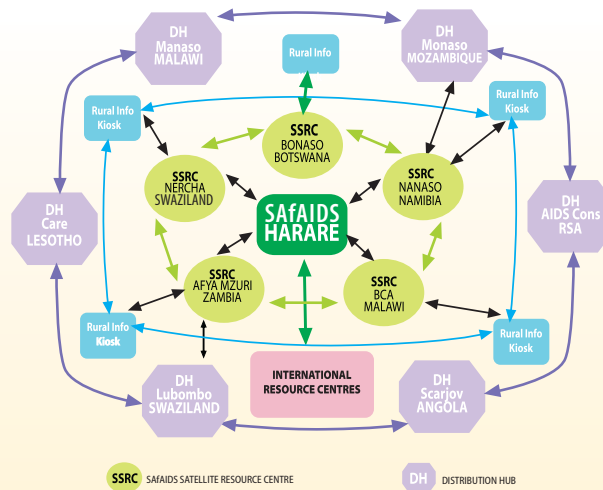 DH
Manaso
MALAWI
DH
Monaso
MOZAMBIQUE
Rural Info
Rural Info
Kiosk
Rural Info
Kiosk
SSRC
BONASO
BOTSWANA
SSRC
NERCHA
SWAZILAND
SSRC
NANASO
NAMIBIA
DH
Care
LESOTHO
SAfAIDS
HARARE
DH
AIDS Cons
RSA
SSRC
AFYA MZURI
ZAMBIA
SSRC
BCA
MALAWI
Rural Info
Kiosk
Rural Info
Kiosk
INTERNATIONAL
RESOURCE CENTRES
DH
Lubombo
SWAZILAND
DH
Scarjov
ANGOLA
SSRC SAfAIDS SATELLITE RESOURCE CENTRE
DH DISTRIBUTION HUB